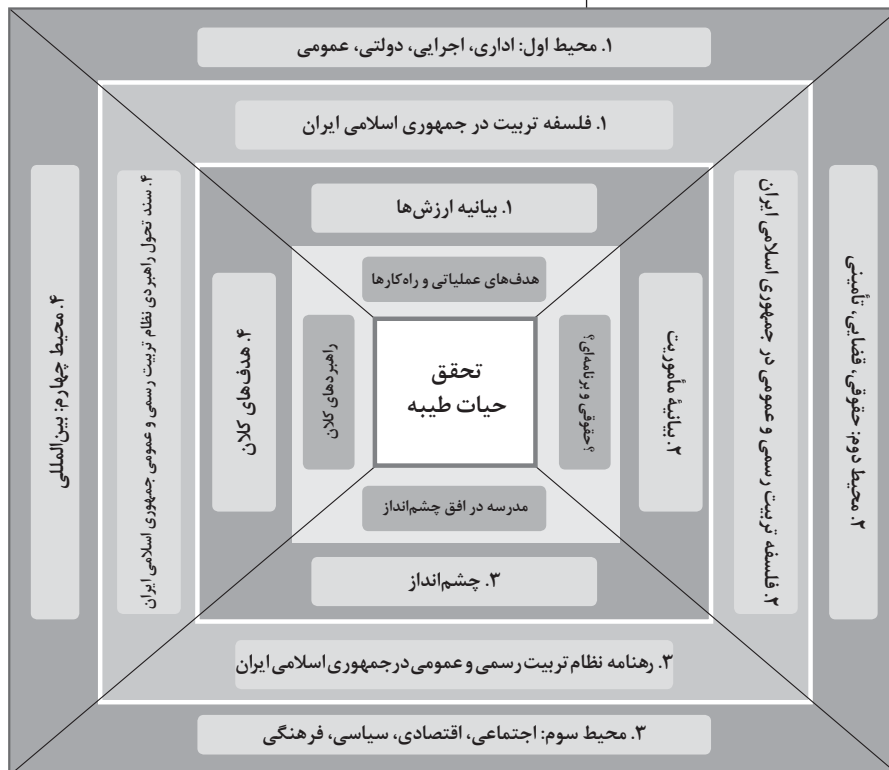 ۱. محیط اول: اداری، اجرایی، دولتی، عمومی
۱. فلسفه تربیت در جمهوری اسلامی ایران
۱. بیانیه ارزش‌ها
هدف‌های عملیاتی و راه‌کارها
۲. محیط دوم: حقوقی، قضایی، تأمینی
۲. فلسفه تربیت رسمی و عمومی در جمهوری اسلامی ایران
۲. بیانیهٔ مأموریت
؟حقوقی و برنامه‌ای؟
تحقق
حیات طیبه
راهبردهای کلان
۴. هدف‌های کلان
۴. سند تحول راهبردی نظام تربیت رسمی و عمومی جمهوری اسلامی ایران
۴. محیط چهارم: بین‌المللی
مدرسه در افق چشم‌انداز
۳. چشم‌انداز
۳. رهنامه نظام تربیت رسمی و عمومی در جمهوری اسلامی ایران
۳. محیط سوم: اجتماعی، اقتصادی، سیاسی، فرهنگی